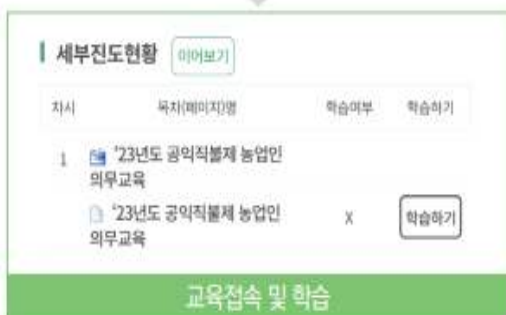 세부진도현황 이어보기
차시 목차(페이지)명 학습여부 학습하기
1 '23년도 공익직불제 농업인
의무교육
'23년도 공익직불제 농업인
의무교육 X 학습하기
교육접속 및 학습